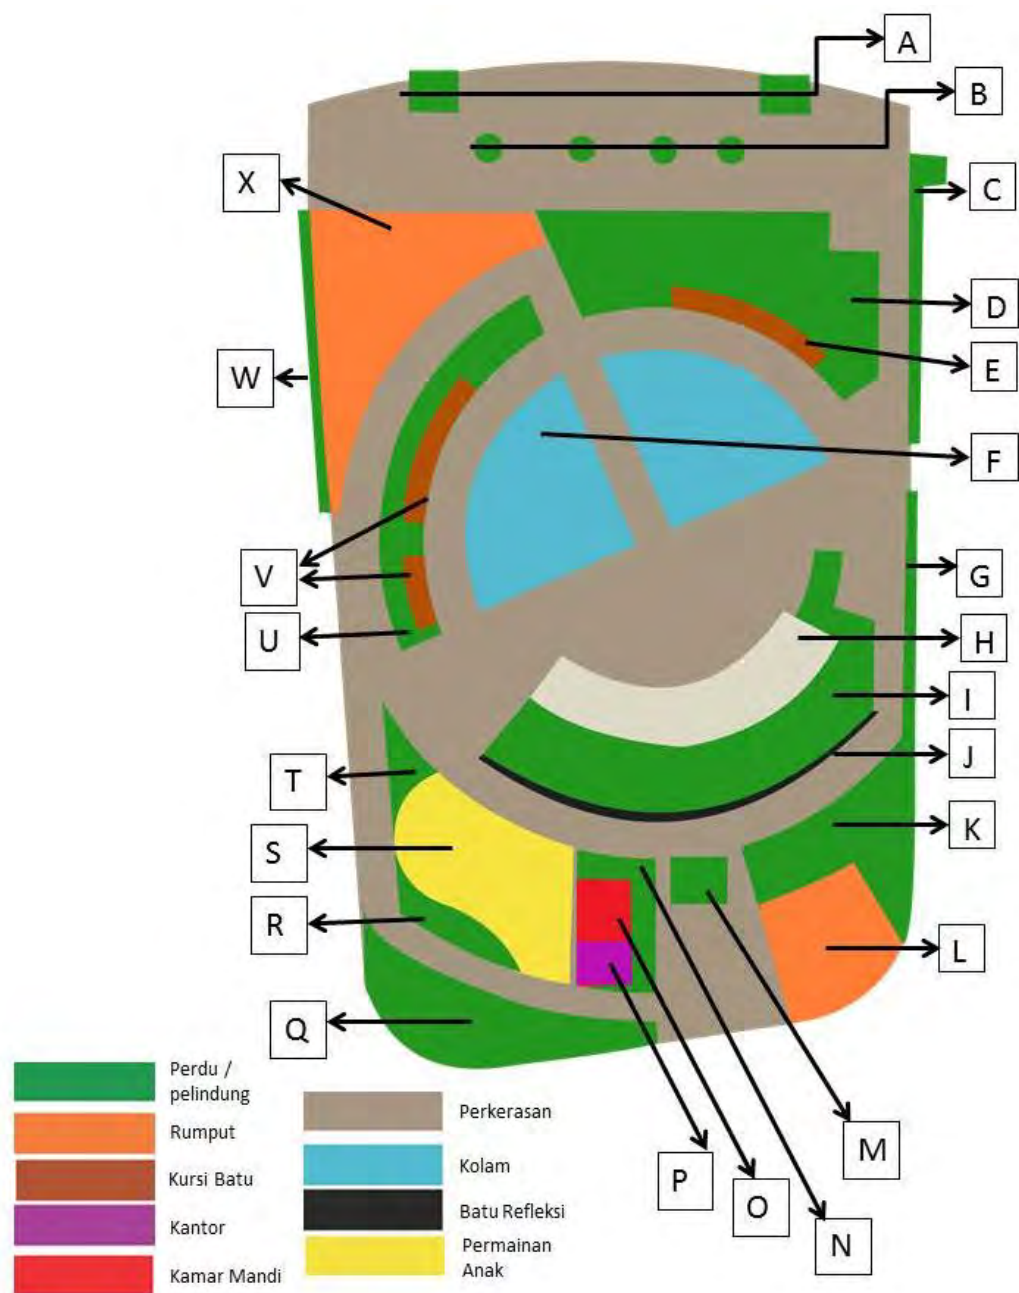 A
B
X
C
D
W
E
F
V
G
U
H
I
J
T
K
S
R
L
Q
M
P
O
N
Perdu /
pelindung
Rumput
Kursi Batu
Kantor
Kamar Mandi
Perkerasan
Kolam
Batu Refleksi
Permainan
Anak